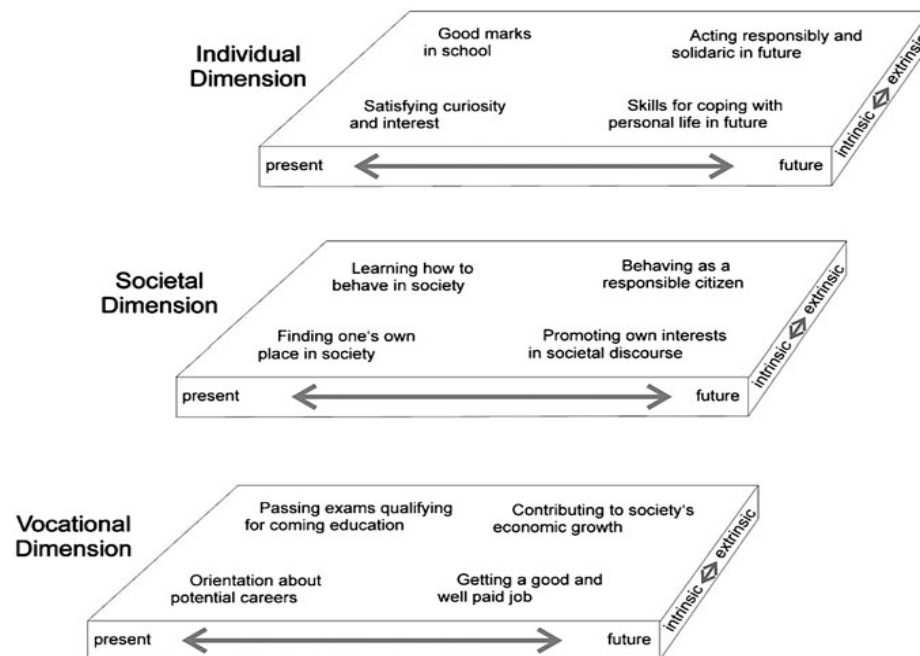 Individual
Dimension
Good marks
in school
Acting responsibly and
solidaric in future
Satisfying curiosity
and interest
Skills for coping with
personal life in future
present
future
intrinsic
extrinsic
Societal
Dimension
Learning how to
behave in society
Behaving as a
responsible citizen
Finding one's own
place in society
Promoting own interests
in societal discourse
present
future
intrinsic
extrinsic
Vocational
Dimension
Passing exams qualifying
for coming education
Contributing to society's
economic growth
Orientation about
potential careers
Getting a good and
well paid job
present
future
intrinsic
extrinsic